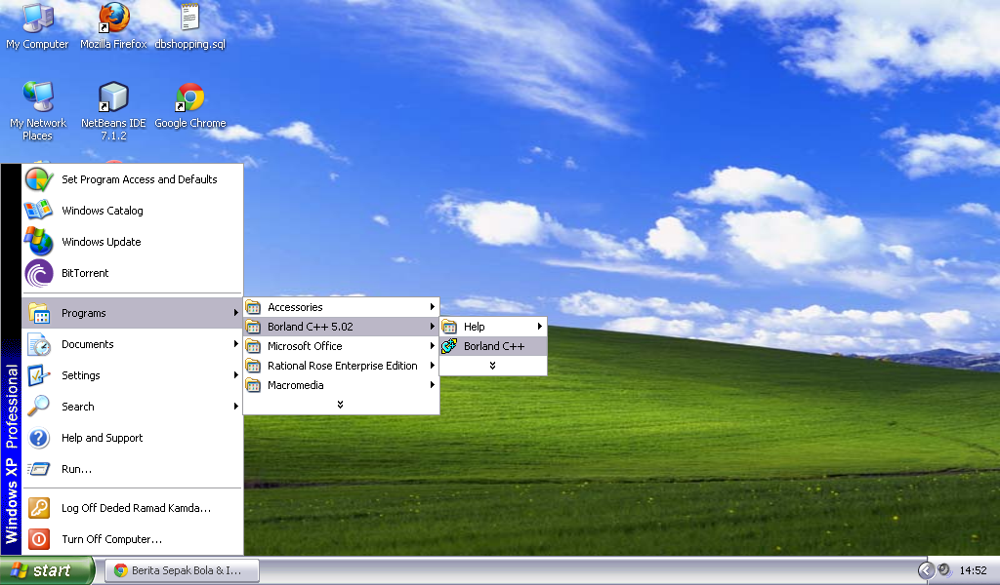 My Computer
Mozilla Firefox
dbshopping.sql
My Network
Places
NetBeans IDE
7.1.2
Google Chrome
Set Program Access and Defaults
Windows Catalog
Windows Update
BitTorrent
Programs
Documents
Settings
Search
Help and Support
Run...
Log Off Deded Ramad Kamda...
Turn Off Computer...
Windows XP Professional
Accessories
Borland C++ 5.02
Microsoft Office
Rational Rose Enterprise Edition
Macromedia
Help
Borland C++
start
Berita Sepak Bola & I...
14:52